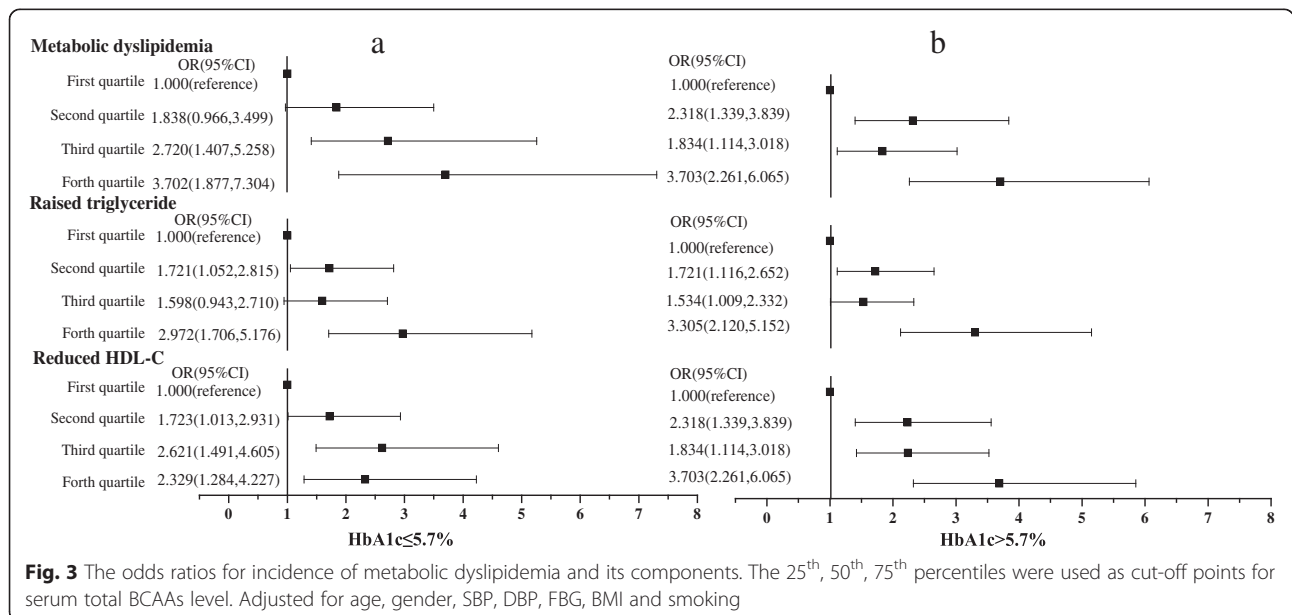 a
b
Metabolic dyslipidemia
OR(95%CI)
First quartile 1.000(reference)
Second quartile 1.838(0.966,3.499)
Third quartile 2.720(1.407,5.258)
Forth quartile 3.702(1.877,7.304)
Raised triglyceride
OR(95%CI)
First quartile 1.000(reference)
Second quartile 1.721(1.052,2.815)
Third quartile 1.598(0.943,2.710)
Forth quartile 2.972(1.706,5.176)
Reduced HDL-C
OR(95%CI)
First quartile 1.000(reference)
Second quartile 1.723(1.013,2.931)
Third quartile 2.621(1.491,4.605)
Forth quartile 2.329(1.284,4.227)
0 1 2 3 4 5 6 7 8
HbA1c≤5.7%
OR(95%CI)
1.000(reference)
2.318(1.339,3.839)
1.834(1.114,3.018)
3.703(2.261,6.065)
OR(95%CI)
1.000(reference)
1.721(1.116,2.652)
1.534(1.009,2.332)
3.305(2.120,5.152)
OR(95%CI)
1.000(reference)
2.318(1.339,3.839)
1.834(1.114,3.018)
3.703(2.261,6.065)
0 1 2 3 4 5 6 7 8
HbA1c>5.7%
Fig. 3 The odds ratios for incidence of metabolic dyslipidemia and its components. The 25th, 50th, 75th percentiles were used as cut-off points for
serum total BCAAs level. Adjusted for age, gender, SBP, DBP, FBG, BMI and smoking